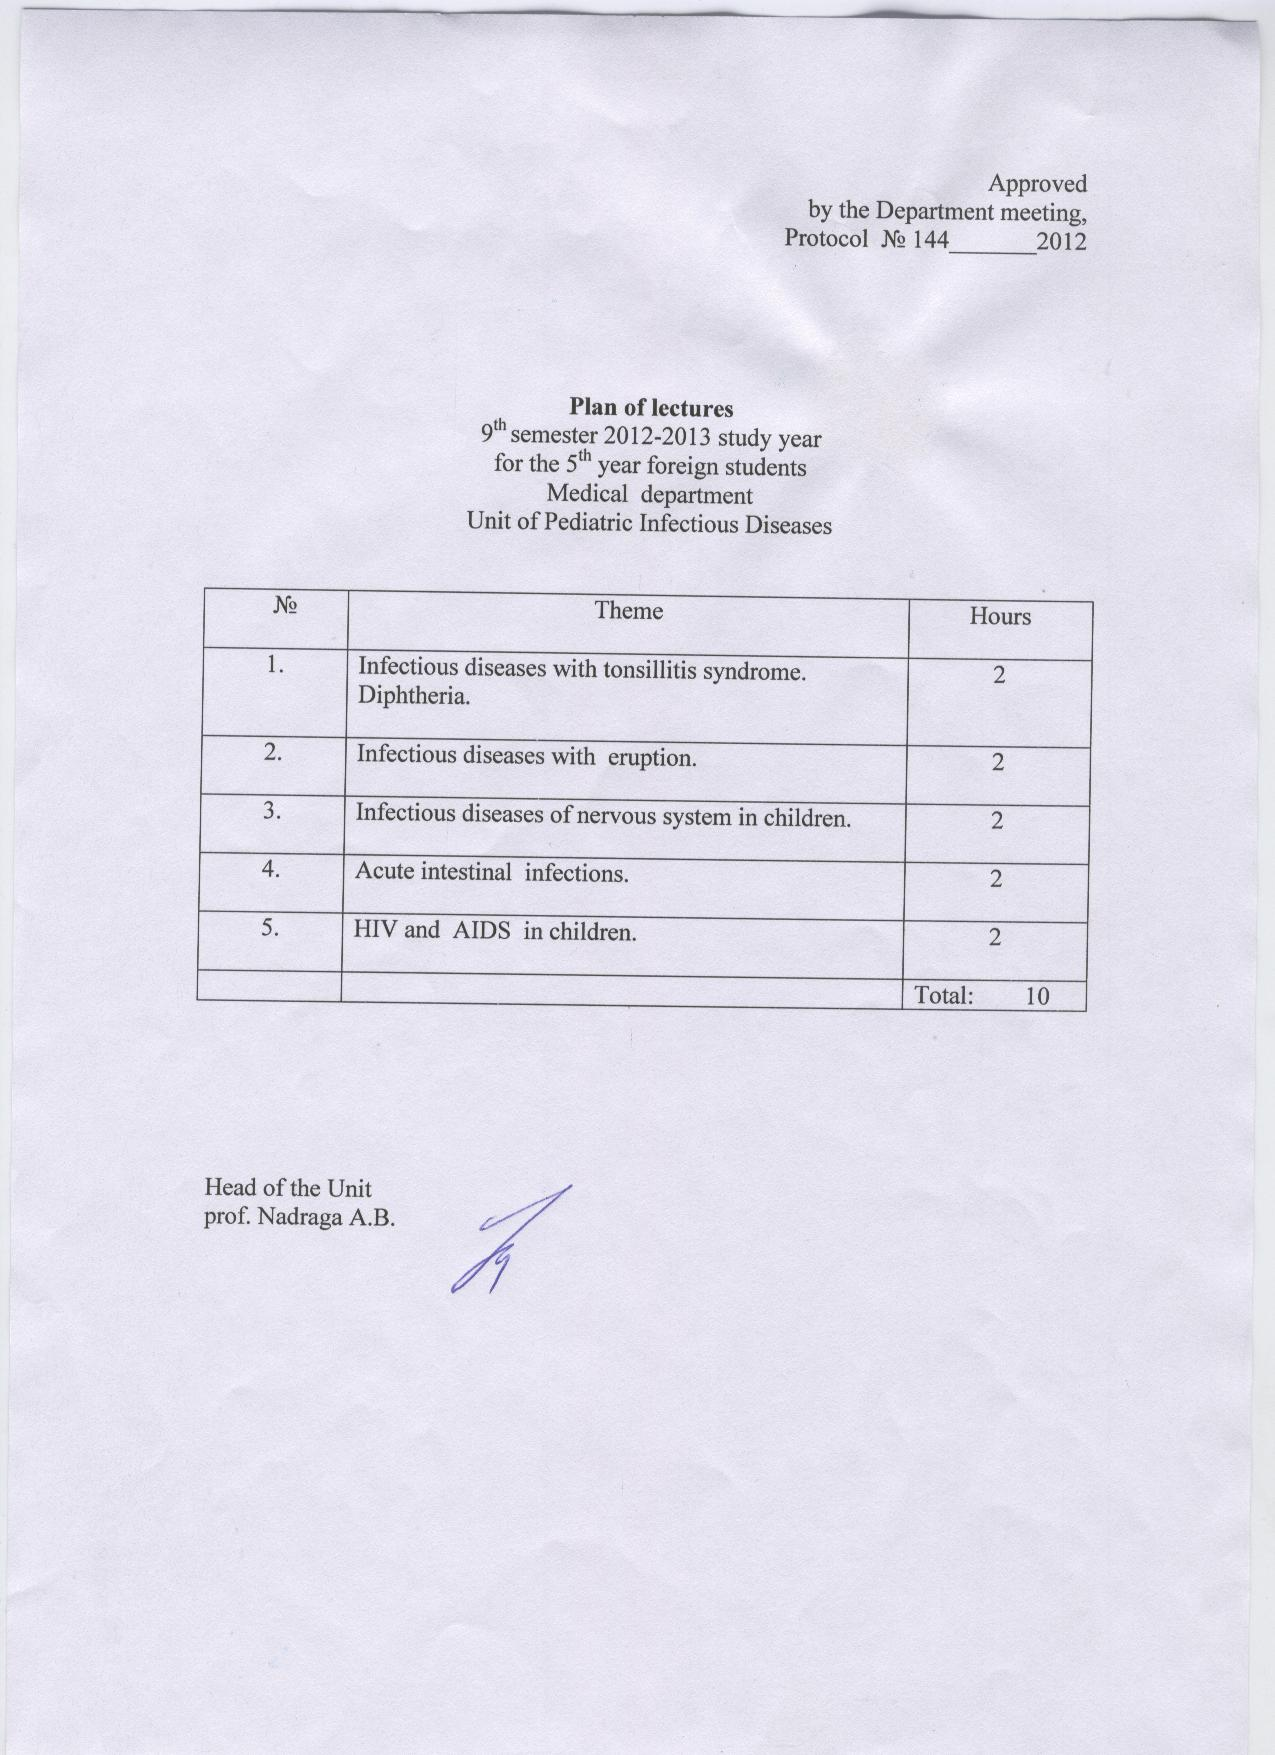 Approved
by the Department meeting,
Protocol № 144_______2012
Plan of lectures
9th semester 2012-2013 study year
for the 5th year foreign students
Medical department
Unit of Pediatric Infectious Diseases
№ Theme Hours
1. Infectious diseases with tonsillitis syndrome. 2
Diphtheria.
2. Infectious diseases with eruption. 2
3. Infectious diseases of nervous system in children. 2
4. Acute intestinal infections. 2
5. HIV and AIDS in children. 2
Total: 10
Head of the Unit
prof. Nadraga A.B.